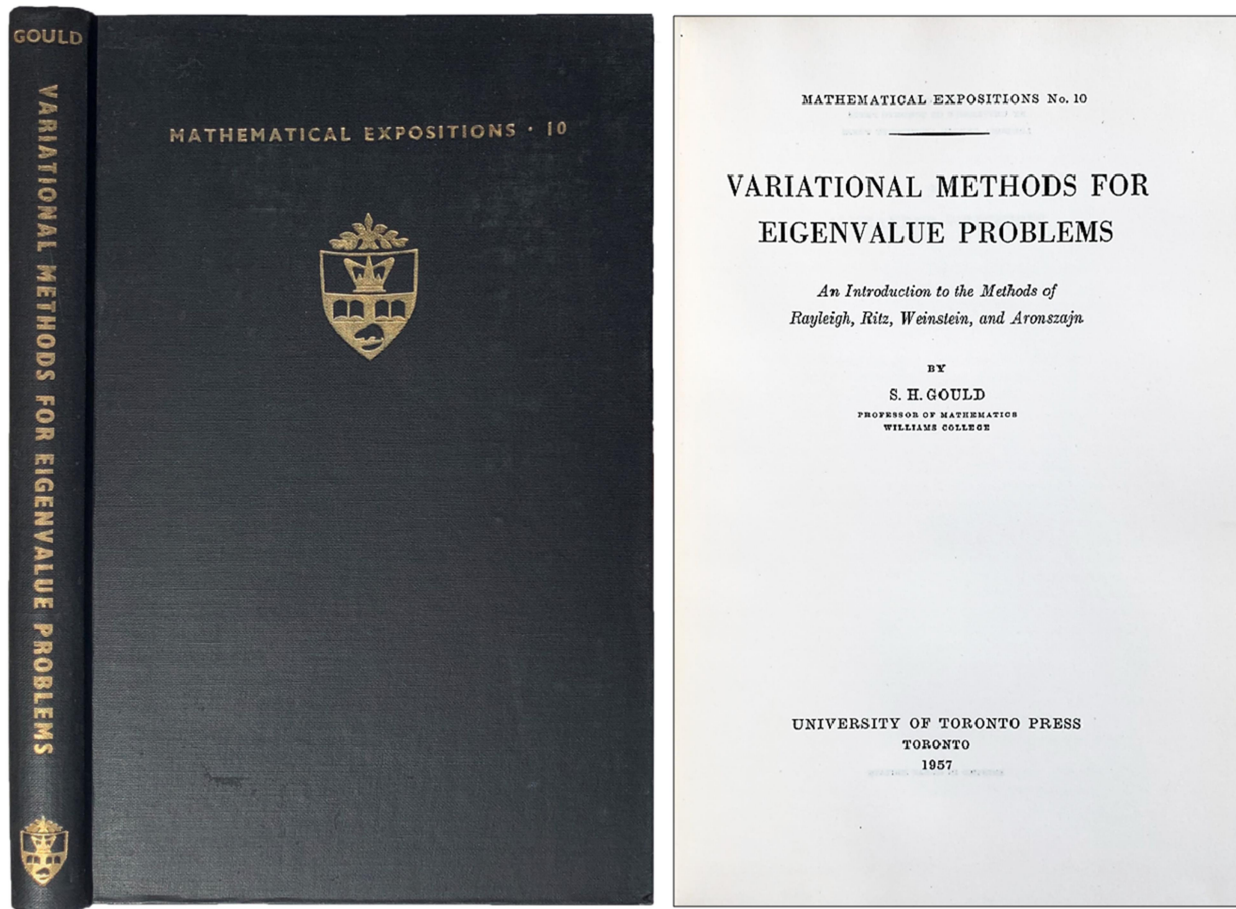 GOULD
VARIATIONAL METHODS FOR EIGENVALUE PROBLEMS
MATHEMATICAL EXPOSITIONS · 10
MATHEMATICAL EXPOSITIONS No. 10
VARIATIONAL METHODS FOR
EIGENVALUE PROBLEMS
An Introduction to the Methods of
Rayleigh, Ritz, Weinstein, and Aronszajn
BY
S. H. GOULD
PROFESSOR OF MATHEMATICS
WILLIAMS COLLEGE
UNIVERSITY OF TORONTO PRESS
TORONTO
1957